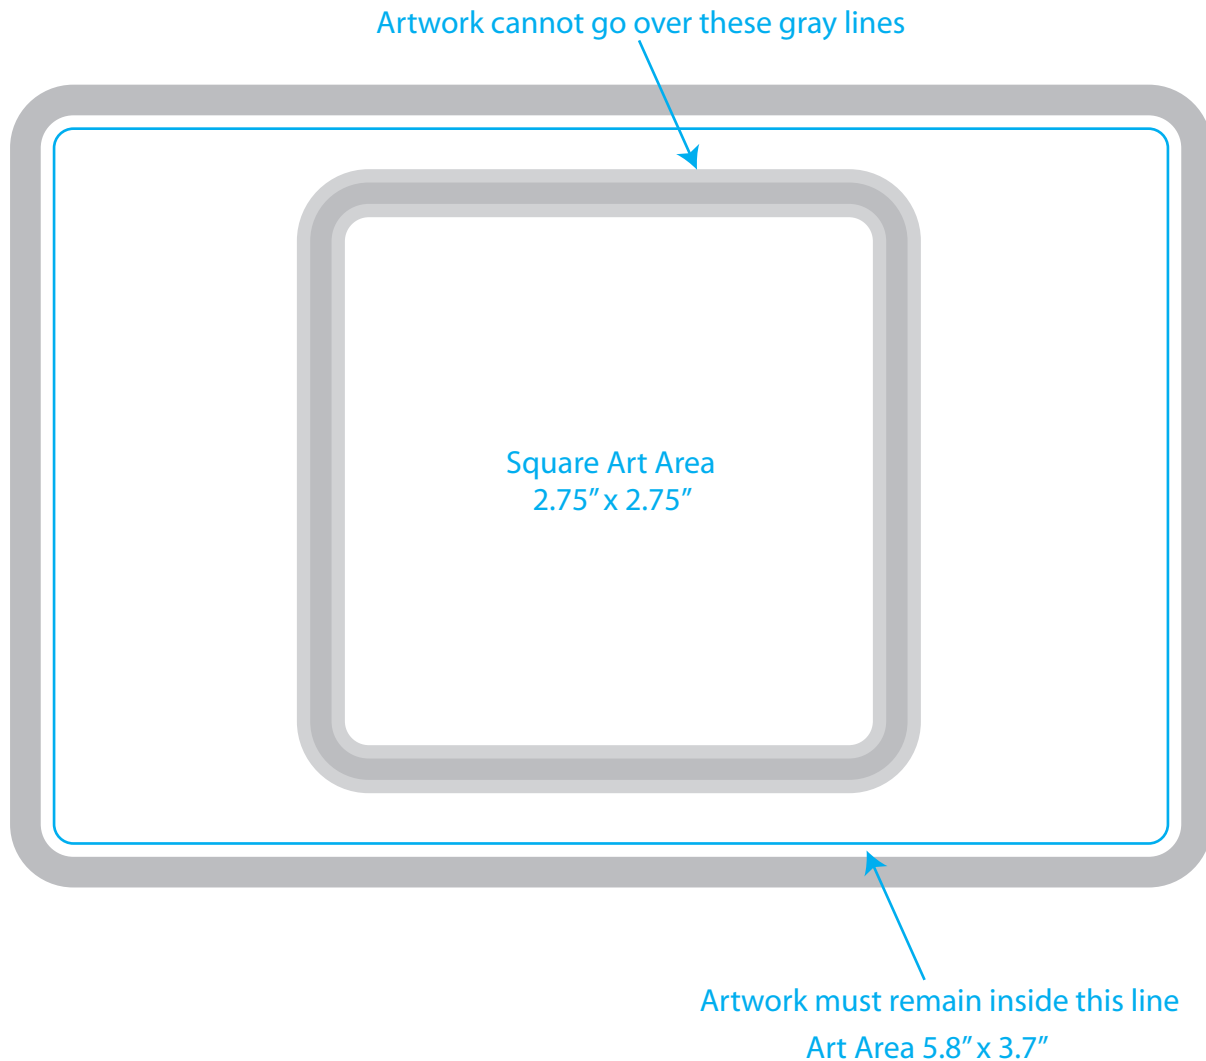 Artwork cannot go over these gray lines
Square Art Area
2.75” x 2.75”
Artwork must remain inside this line
Art Area 5.8” x 3.7”